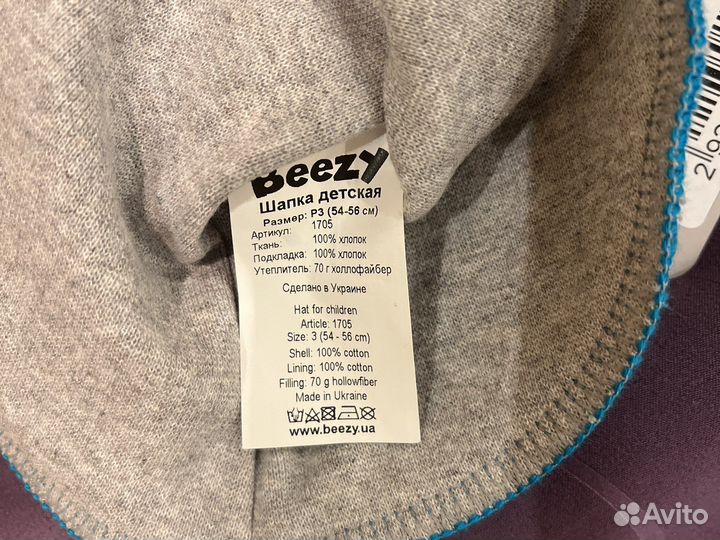 Beezy
Шапка детская
Размер: Р3 (54-56 см)
Артикул: 1705
Ткань: 100% хлопок
Подкладка: 100% хлопок
Утеплитель: 70 г холлофайбер
Сделано в Украине
Hat for children
Article: 1705
Size: 3 (54 - 56 cm)
Shell: 100% cotton
Lining: 100% cotton
Filling: 70 g hollowfiber
Made in Ukraine
www.beezy.ua
Avito